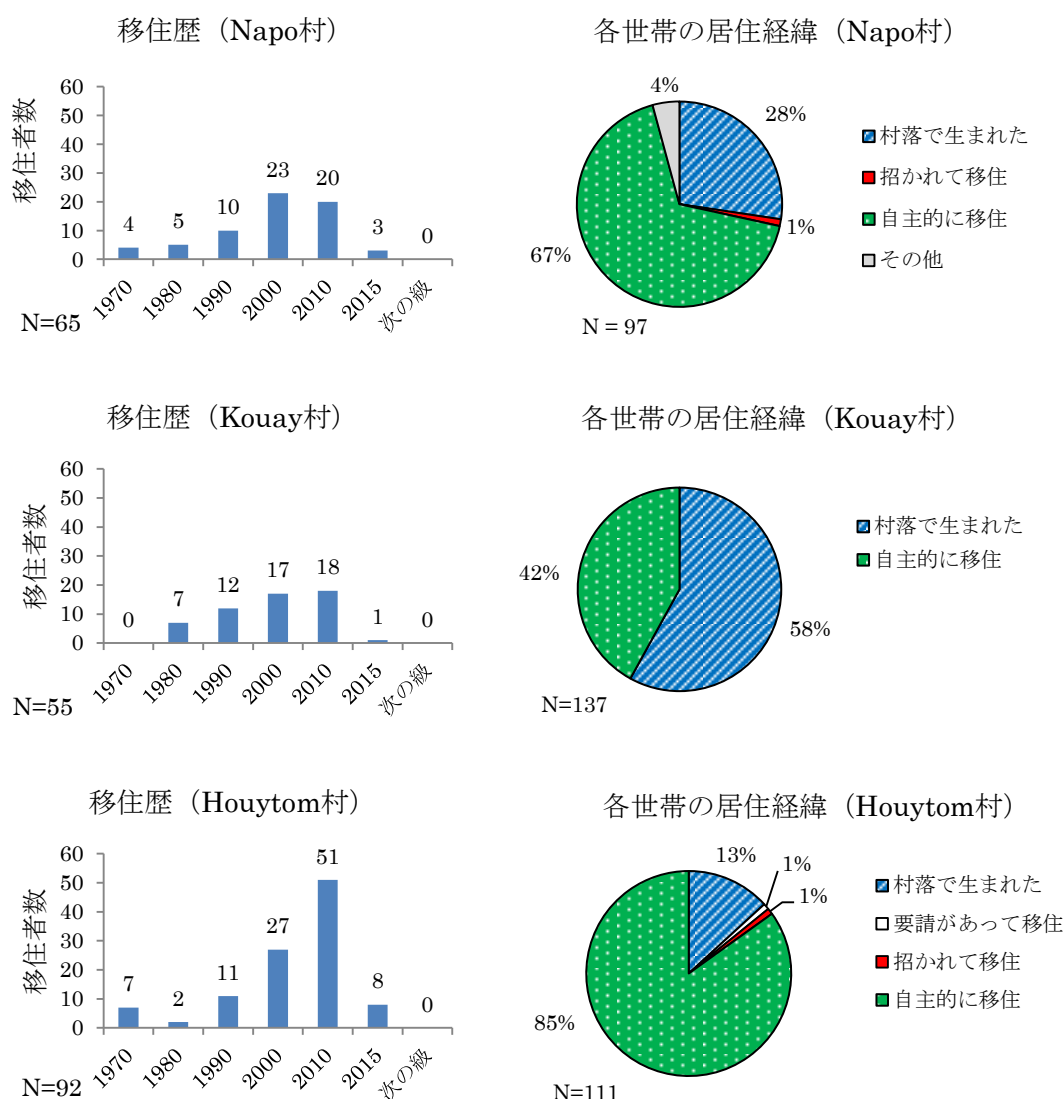 移住歴（Napo村）
移住者数
60
50
40
30
20
10
0
4
5
10
23
20
3
0
1970
1980
1990
2000
2010
2015
次の級
N=65
各世帯の居住経緯（Napo村）
4%
28%
1%
67%
村落で生まれた
招かれて移住
自主的に移住
その他
N = 97
移住歴（Kouay村）
移住者数
60
50
40
30
20
10
0
0
7
12
17
18
1
0
1970
1980
1990
2000
2010
2015
次の級
N=55
各世帯の居住経緯（Kouay村）
42%
58%
村落で生まれた
自主的に移住
N=137
移住歴（Houytom村）
移住者数
60
50
40
30
20
10
0
7
2
11
27
51
8
0
1970
1980
1990
2000
2010
2015
次の級
N=92
各世帯の居住経緯（Houytom村）
13%
1%
1%
85%
村落で生まれた
要請があって移住
招かれて移住
自主的に移住
N=111